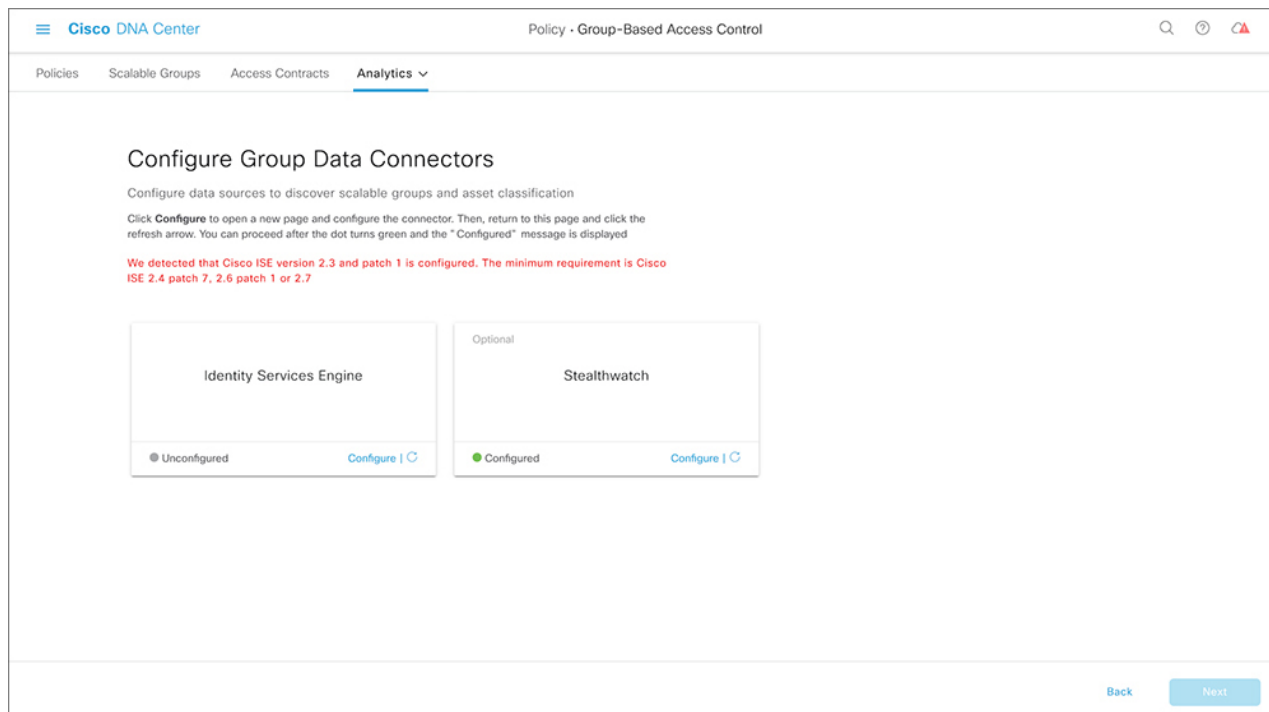 Cisco DNA Center
Policy · Group-Based Access Control
Policies
Scalable Groups
Access Contracts
Analytics
Configure Group Data Connectors
Configure data sources to discover scalable groups and asset classification
Click Configure to open a new page and configure the connector. Then, return to this page and click the
refresh arrow. You can proceed after the dot turns green and the "Configured" message is displayed
We detected that Cisco ISE version 2.3 and patch 1 is configured. The minimum requirement is Cisco
ISE 2.4 patch 7, 2.6 patch 1 or 2.7
Identity Services Engine
Unconfigured
Configure |
Optional
Stealthwatch
Configured
Configure |
Back
Next